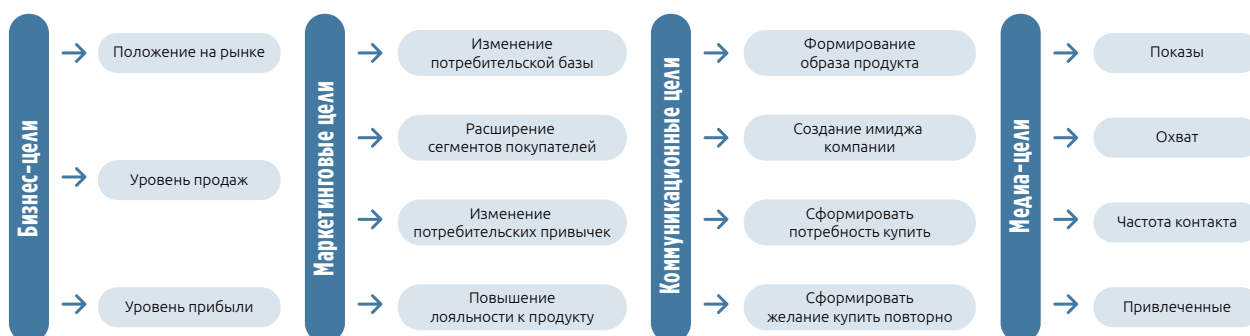 Бизнес-цели
Положение на рынке
Уровень продаж
Уровень прибыли
Маркетинговые цели
Изменение
потребительской базы
Расширение
сегментов покупателей
Изменение
потребительских привычек
Повышение
лояльности к продукту
Коммуникационные цели
Формирование
образа продукта
Создание имиджа
компании
Сформировать
потребность купить
Сформировать
желание купить повторно
Медиа-цели
Показы
Охват
Частота контакта
Привлеченные